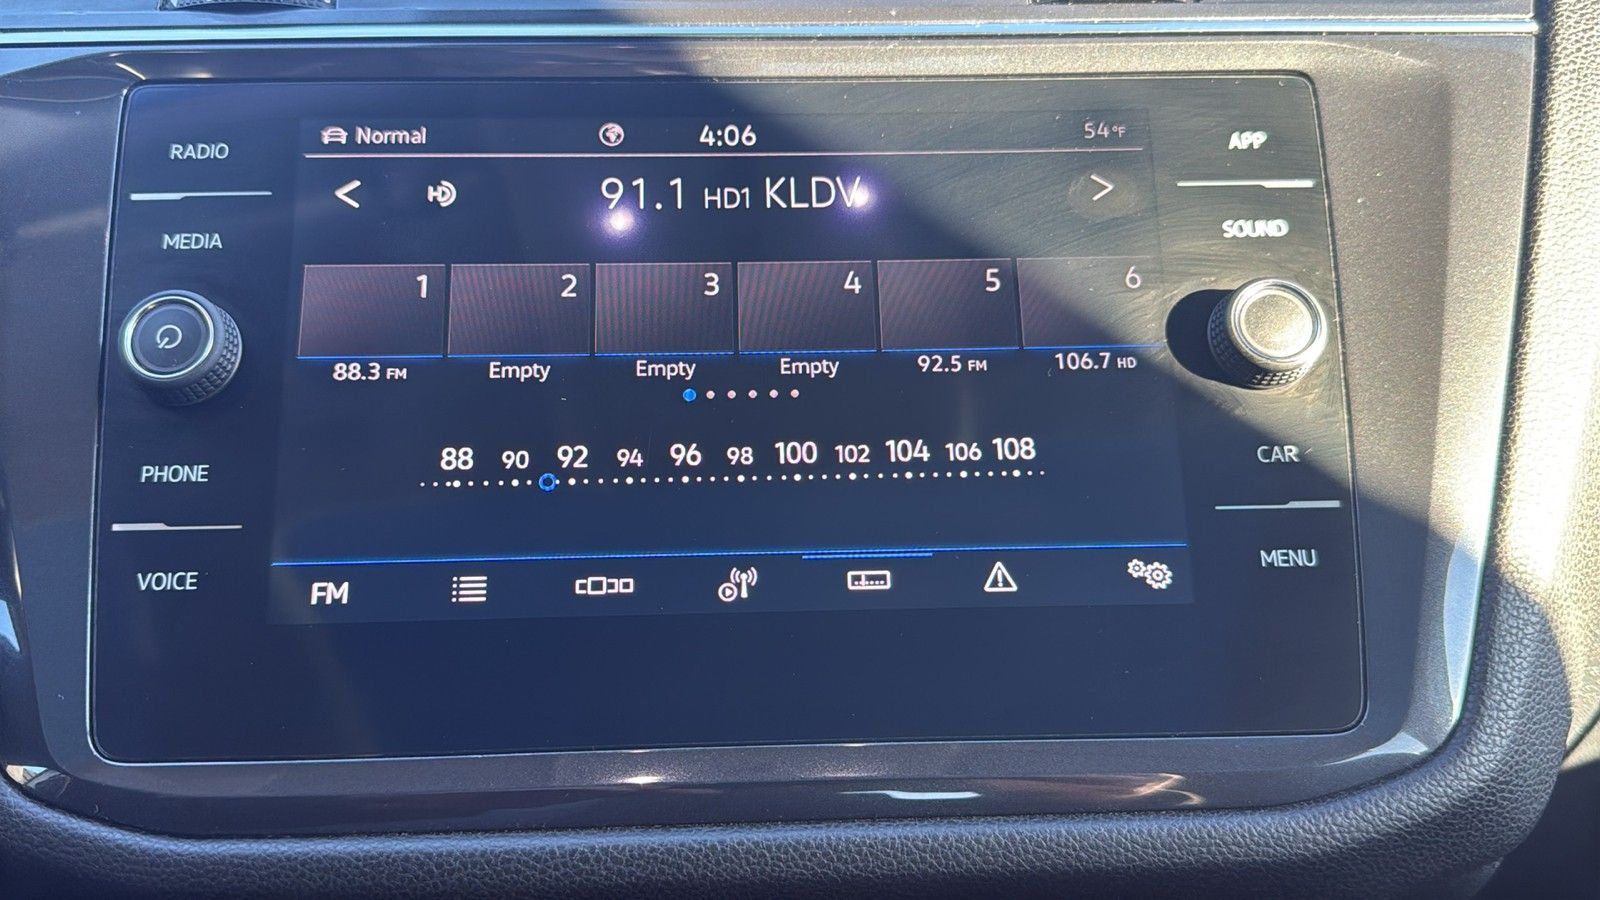 RADIO
MEDIA
PHONE
VOICE
Normal 4:06 54°F
HD 91.1 HD1 KLDV
1 2 3 4 5 6
88.3 FM Empty Empty Empty 92.5 FM 106.7 HD
88 90 92 94 96 98 100 102 104 106 108
FM
APP
SOUND
CAR
MENU